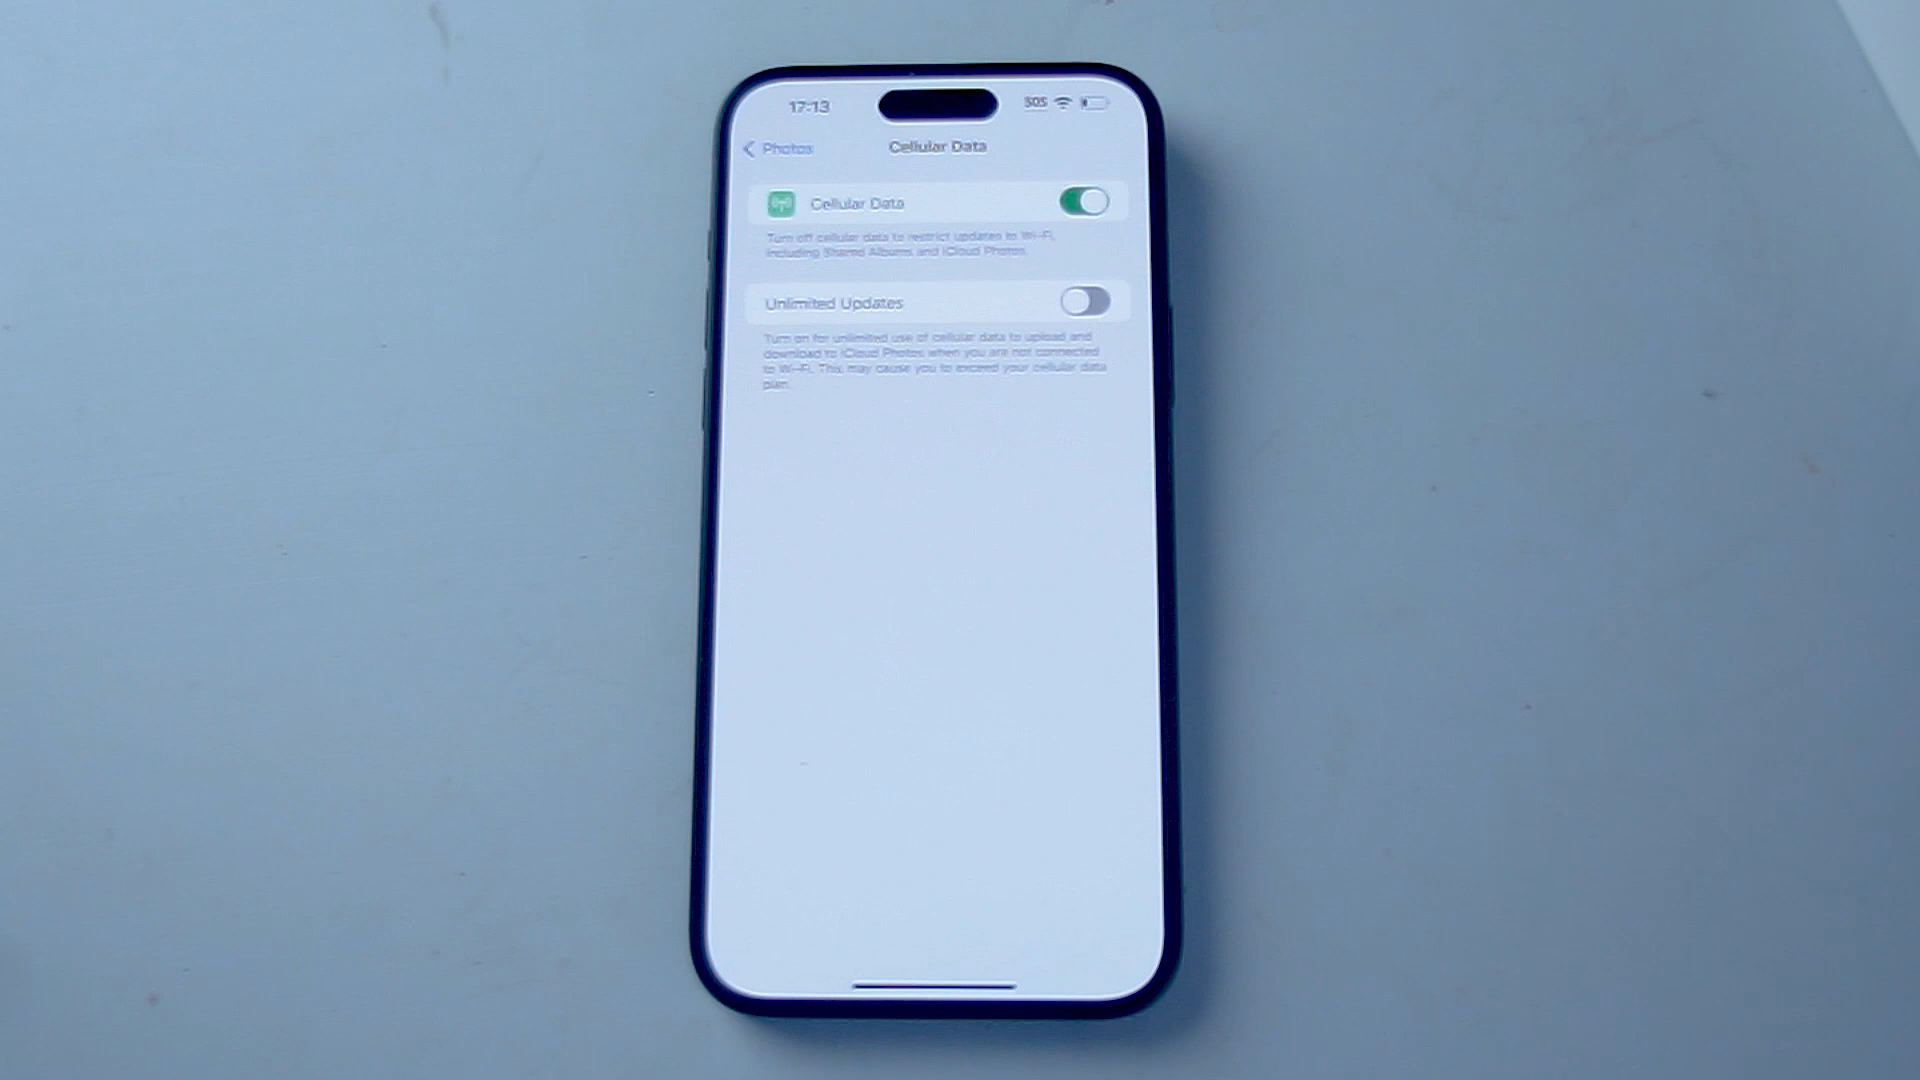 17:13
SOS
Photos
Cellular Data
Cellular Data
Turn off cellular data to restrict updates to Wi-Fi,
including Shared Albums and iCloud Photos.
Unlimited Updates
Turn on for unlimited use of cellular data to upload and
download to iCloud Photos when you are not connected
to Wi-Fi. This may cause you to exceed your cellular data
plan.